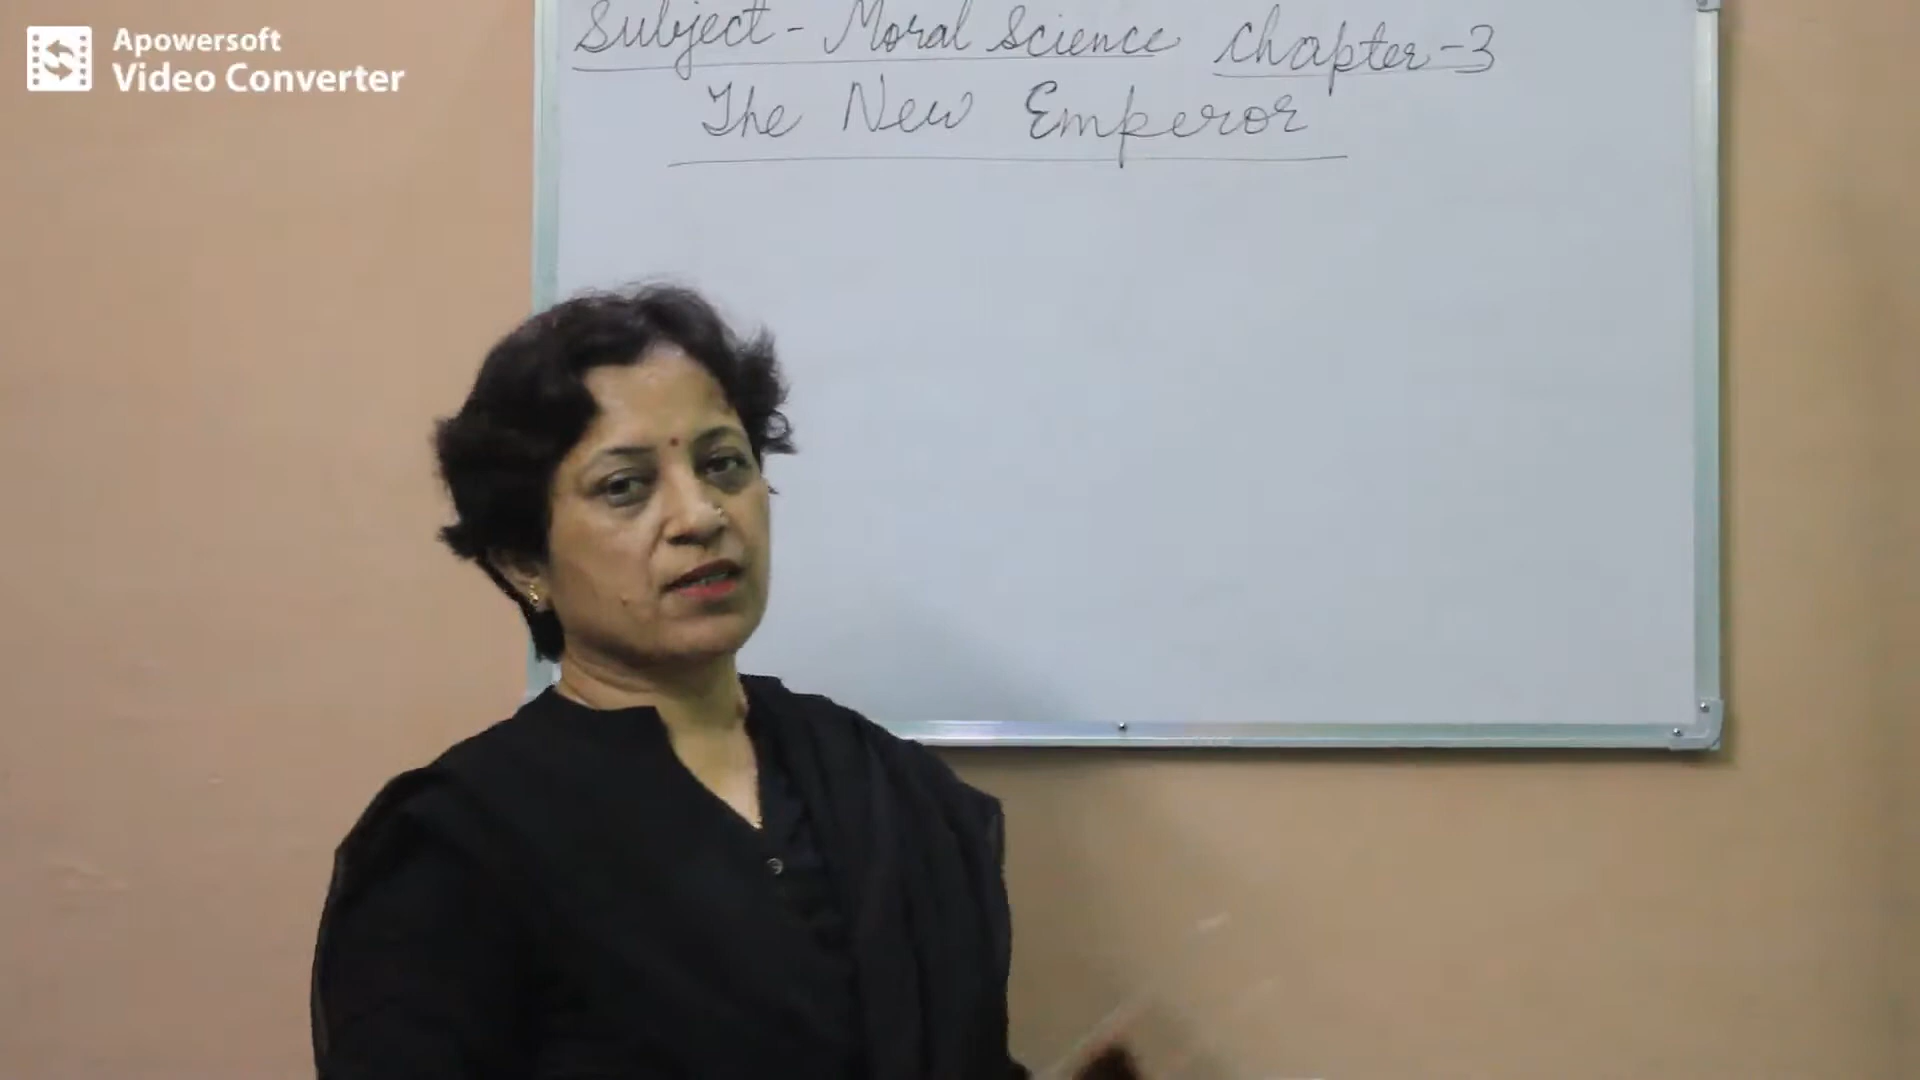 Apowersoft
Video Converter
Subject - Moral Science Chapter-3
The New Emperor